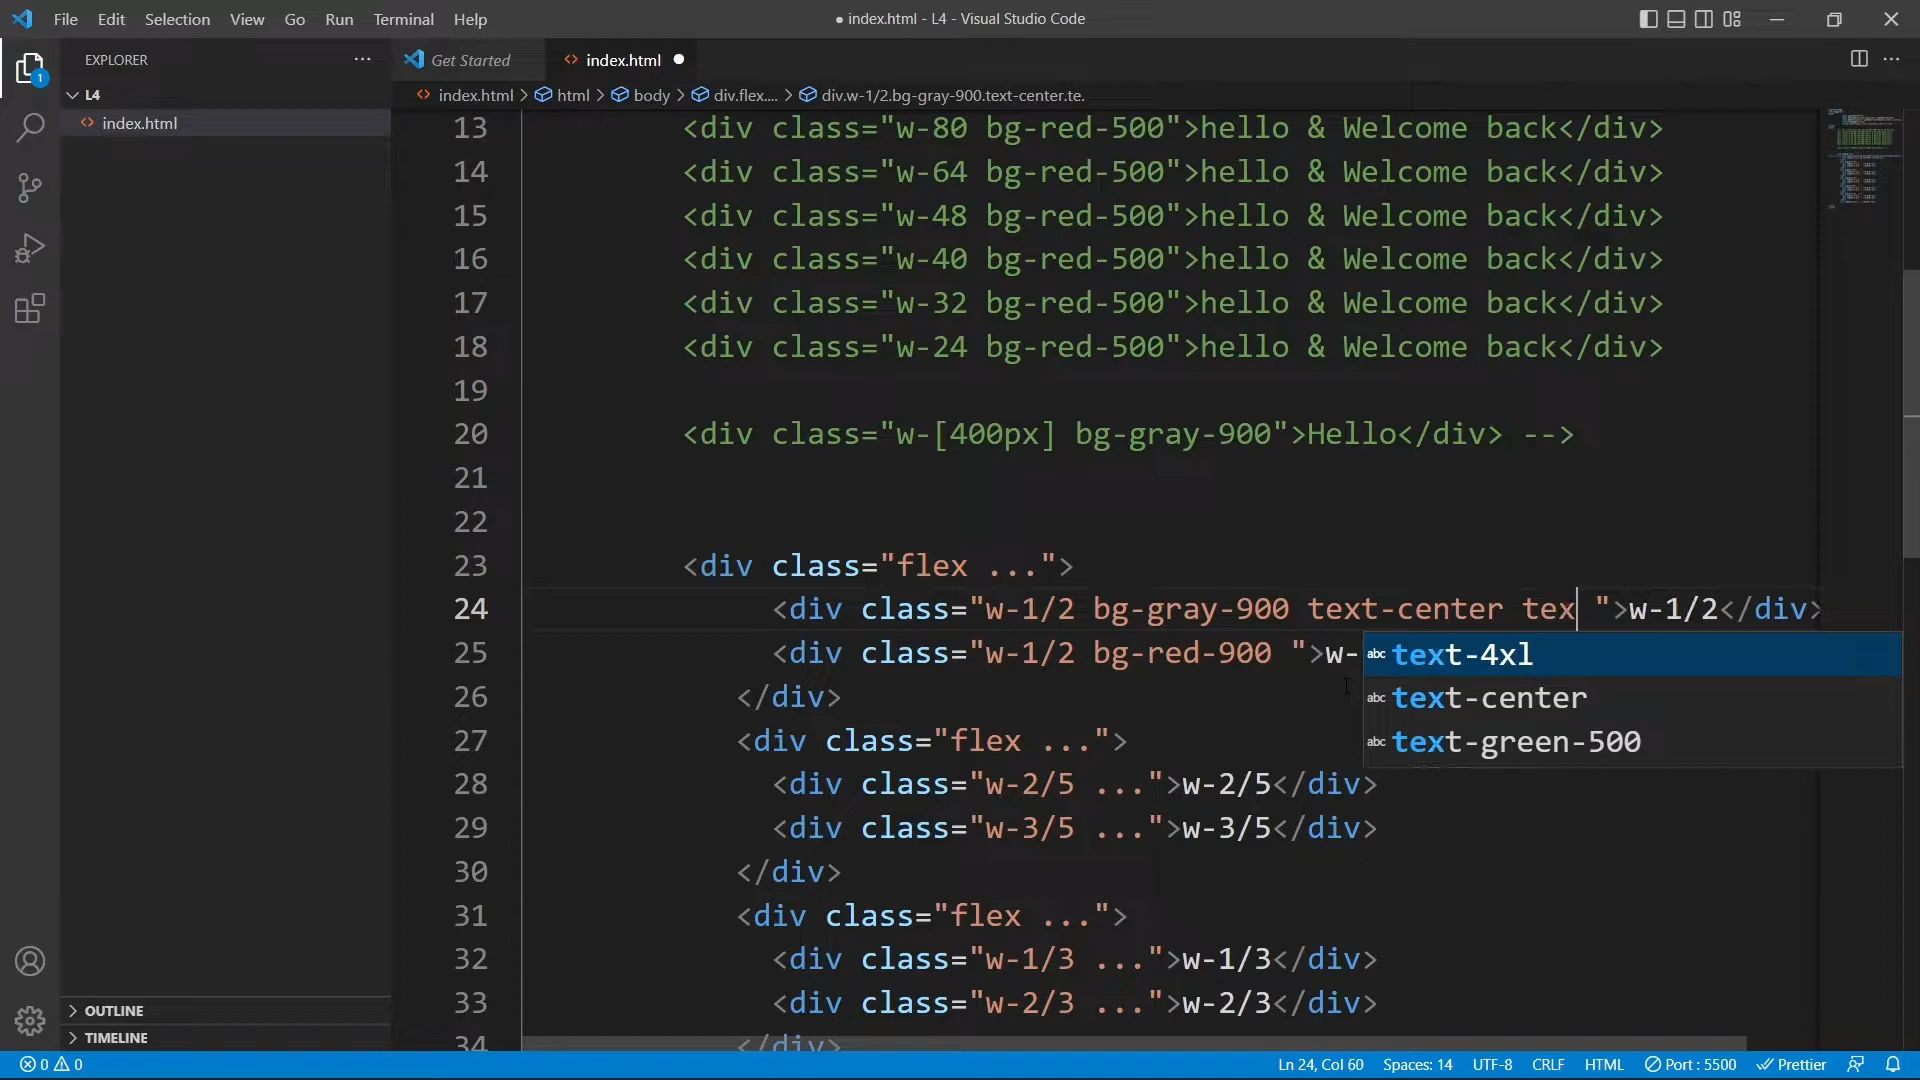 File Edit Selection View Go Run Terminal Help
● index.html - L4 - Visual Studio Code
EXPLORER
Get Started
index.html
L4
index.html > html > body > div.flex.... > div.w-1/2.bg-gray-900.text-center.te.
index.html
1
13 <div class="w-80 bg-red-500">hello & Welcome back</div>
14 <div class="w-64 bg-red-500">hello & Welcome back</div>
15 <div class="w-48 bg-red-500">hello & Welcome back</div>
16 <div class="w-40 bg-red-500">hello & Welcome back</div>
17 <div class="w-32 bg-red-500">hello & Welcome back</div>
18 <div class="w-24 bg-red-500">hello & Welcome back</div>
19
20 <div class="w-[400px] bg-gray-900">Hello</div> -->
21
22
23 <div class="flex ...">
24 <div class="w-1/2 bg-gray-900 text-center tex ">w-1/2</div>
25 <div class="w-1/2 bg-red-900 ">w-
text-4xl
text-center
text-green-500
26 </div>
27 <div class="flex ...">
28 <div class="w-2/5 ...">w-2/5</div>
29 <div class="w-3/5 ...">w-3/5</div>
30 </div>
31 <div class="flex ...">
32 <div class="w-1/3 ...">w-1/3</div>
33 <div class="w-2/3 ...">w-2/3</div>
34 </div>
OUTLINE
TIMELINE
0 0
Ln 24, Col 60 Spaces: 14 UTF-8 CRLF HTML Port : 5500 Prettier